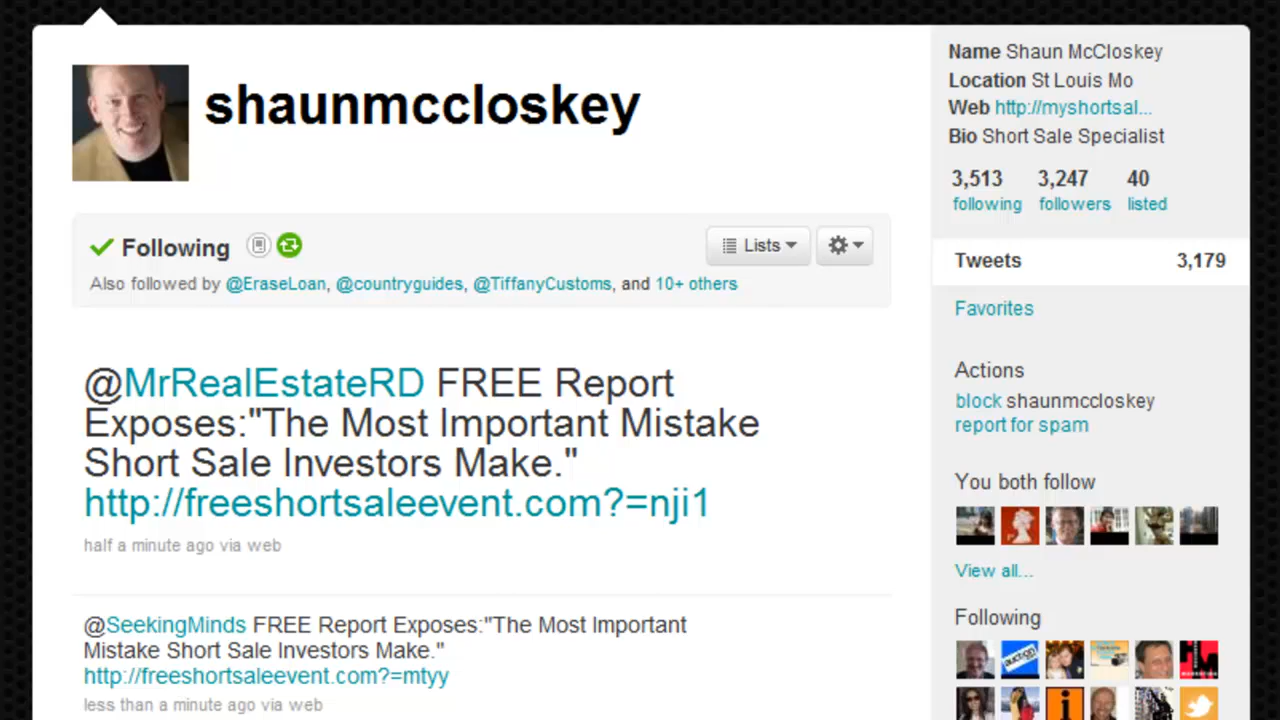 shaunmccloskey
Following
Lists
Also followed by @EraseLoan, @countryguides, @TiffanyCustoms, and 10+ others
@MrRealEstateRD FREE Report
Exposes:"The Most Important Mistake
Short Sale Investors Make."
http://freeshortsaleevent.com?=nji1
half a minute ago via web
@SeekingMinds FREE Report Exposes:"The Most Important
Mistake Short Sale Investors Make."
http://freeshortsaleevent.com?=mtyy
less than a minute ago via web
Name Shaun McCloskey
Location St Louis Mo
Web http://myshortsal...
Bio Short Sale Specialist
3,513 3,247 40
following followers listed
Tweets 3,179
Favorites
Actions
block shaunmccloskey
report for spam
You both follow
View all...
Following